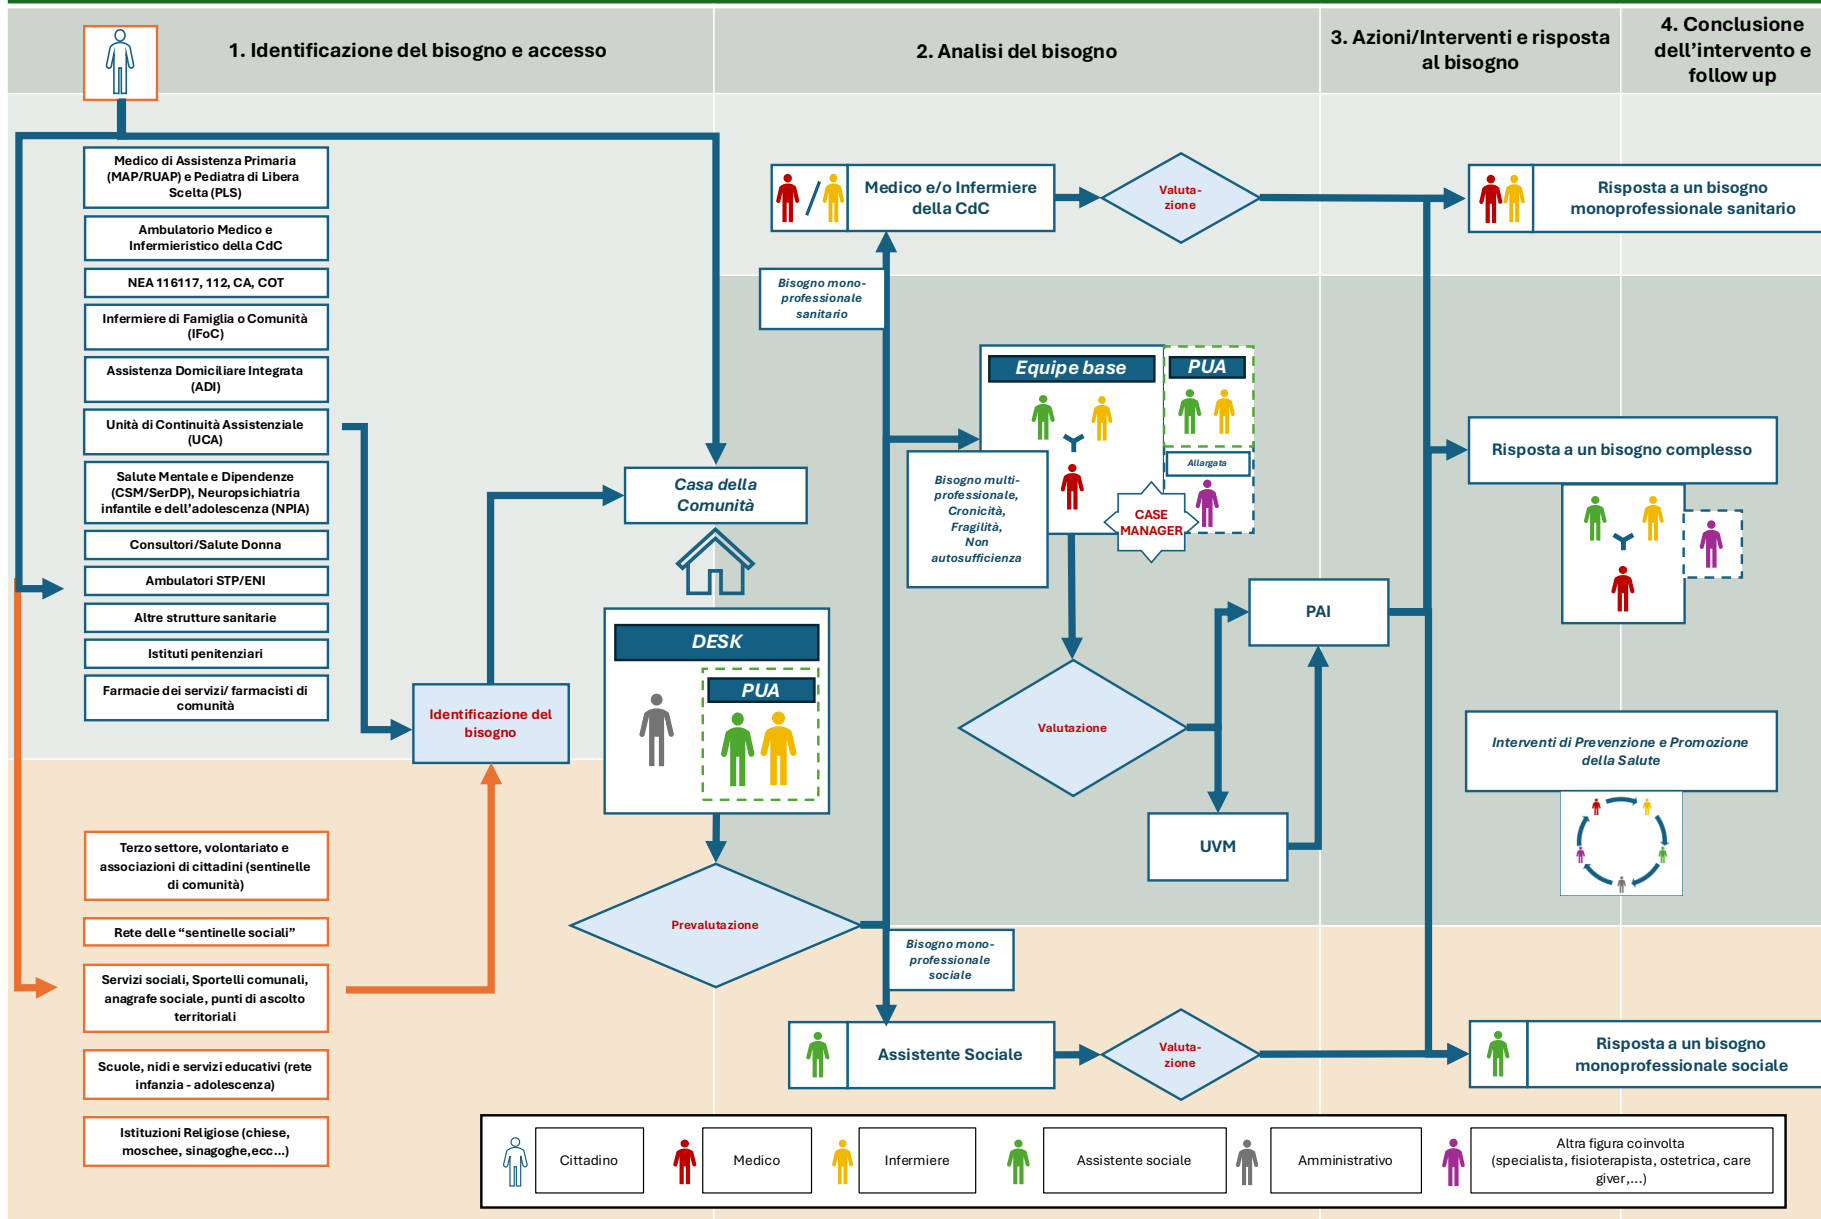 1. Identificazione del bisogno e accesso
2. Analisi del bisogno
3. Azioni/Interventi e risposta
al bisogno
4. Conclusione
dell'intervento e
follow up
Medico di Assistenza Primaria
(MAP/RUAP) e Pediatra di Libera
Scelta (PLS)
Ambulatorio Medico e
Infermieristico della CdC
NEA 116117, 112, CA, COT
Infermiere di Famiglia o Comunità
(IFoC)
Assistenza Domiciliare Integrata
(ADI)
Unità di Continuità Assistenziale
(UCA)
Salute Mentale e Dipendenze
(CSM/SerDP), Neuropsichiatria
infantile e dell'adolescenza (NPIA)
Consultori/Salute Donna
Ambulatori STP/ENI
Altre strutture sanitarie
Istituti penitenziari
Farmacie dei servizi/ farmacisti di
comunità
Terzo settore, volontariato e
associazioni di cittadini (sentinelle
di comunità)
Rete delle “sentinelle sociali”
Servizi sociali, Sportelli comunali,
anagrafe sociale, punti di ascolto
territoriali
Scuole, nidi e servizi educativi (rete
infanzia - adolescenza)
Istituzioni Religiose (chiese,
moschee, sinagoghe,ecc...)
Identificazione del
bisogno
Casa della
Comunità
DESK
PUA
Prevalutazione
Bisogno mono-
professionale
sanitario
Medico e/o Infermiere
della CdC
Valuta-
zione
Equipe base
PUA
Allargata
CASE
MANAGER
Bisogno multi-
professionale,
Cronicità,
Fragilità,
Non
autosufficienza
Valutazione
PAI
UVM
Bisogno mono-
professionale
sociale
Assistente Sociale
Valuta-
zione
Risposta a un bisogno
monoprofessionale sanitario
Risposta a un bisogno complesso
Interventi di Prevenzione e Promozione
della Salute
Risposta a un bisogno
monoprofessionale sociale
Cittadino
Medico
Infermiere
Assistente sociale
Amministrativo
Altra figura coinvolta
(specialista, fisioterapista, ostetrica, care
giver,...)